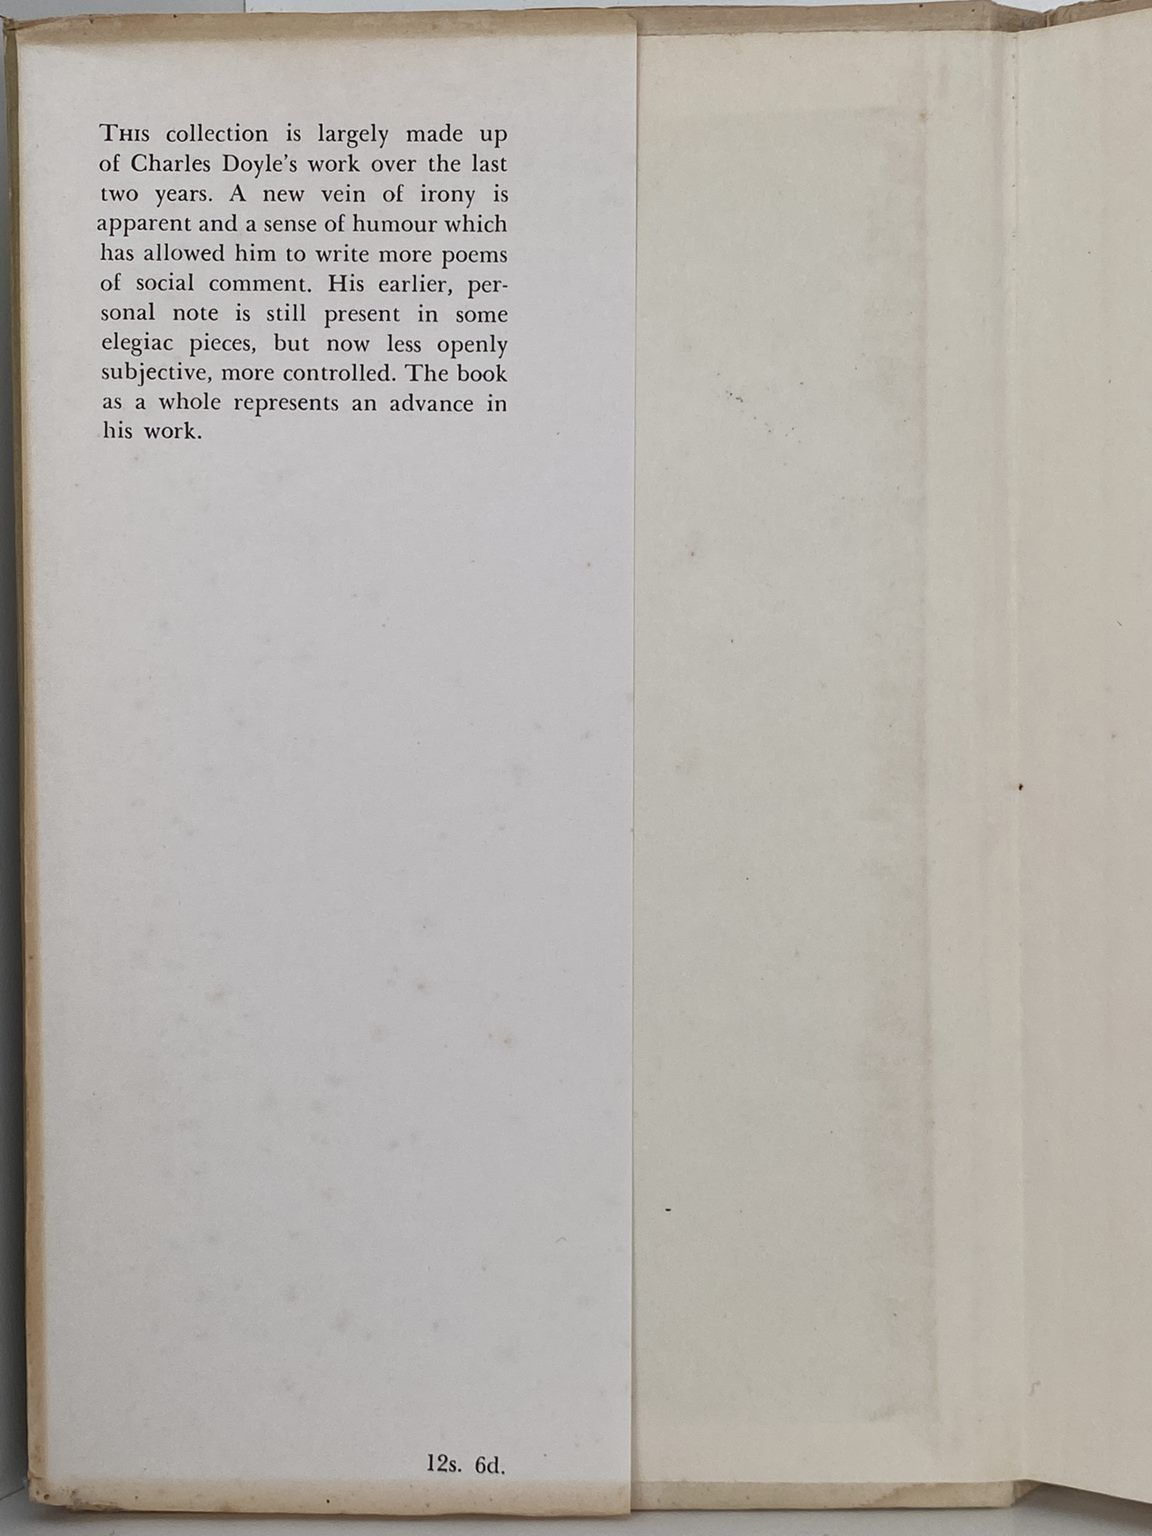 THIS collection is largely made up
of Charles Doyle's work over the last
two years. A new vein of irony is
apparent and a sense of humour which
has allowed him to write more poems
of social comment. His earlier, per-
sonal note is still present in some
elegiac pieces, but now less openly
subjective, more controlled. The book
as a whole represents an advance in
his work.
12s. 6d.